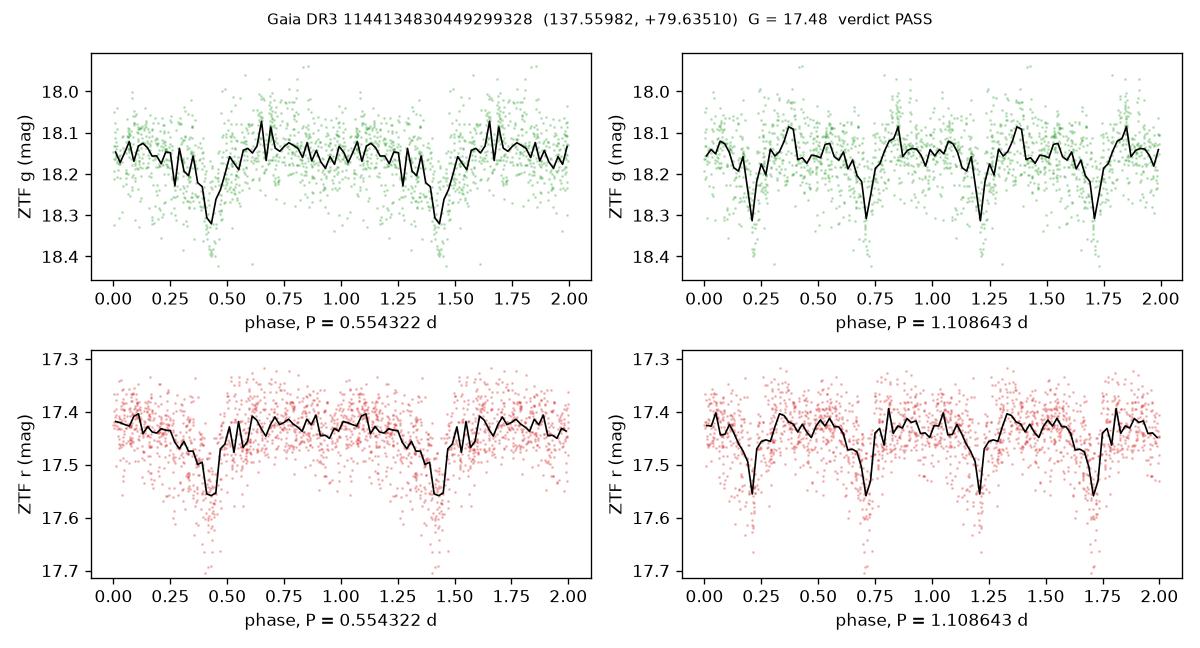 Gaia DR3 1144134830449299328  (137.55982, +79.63510)  G = 17.48  verdict PASS
ZTF g (mag)
18.0
18.1
18.2
18.3
18.4
0.00 0.25 0.50 0.75 1.00 1.25 1.50 1.75 2.00
phase, P = 0.554322 d
ZTF g (mag)
18.0
18.1
18.2
18.3
18.4
0.00 0.25 0.50 0.75 1.00 1.25 1.50 1.75 2.00
phase, P = 1.108643 d
ZTF r (mag)
17.3
17.4
17.5
17.6
17.7
0.00 0.25 0.50 0.75 1.00 1.25 1.50 1.75 2.00
phase, P = 0.554322 d
ZTF r (mag)
17.3
17.4
17.5
17.6
17.7
0.00 0.25 0.50 0.75 1.00 1.25 1.50 1.75 2.00
phase, P = 1.108643 d